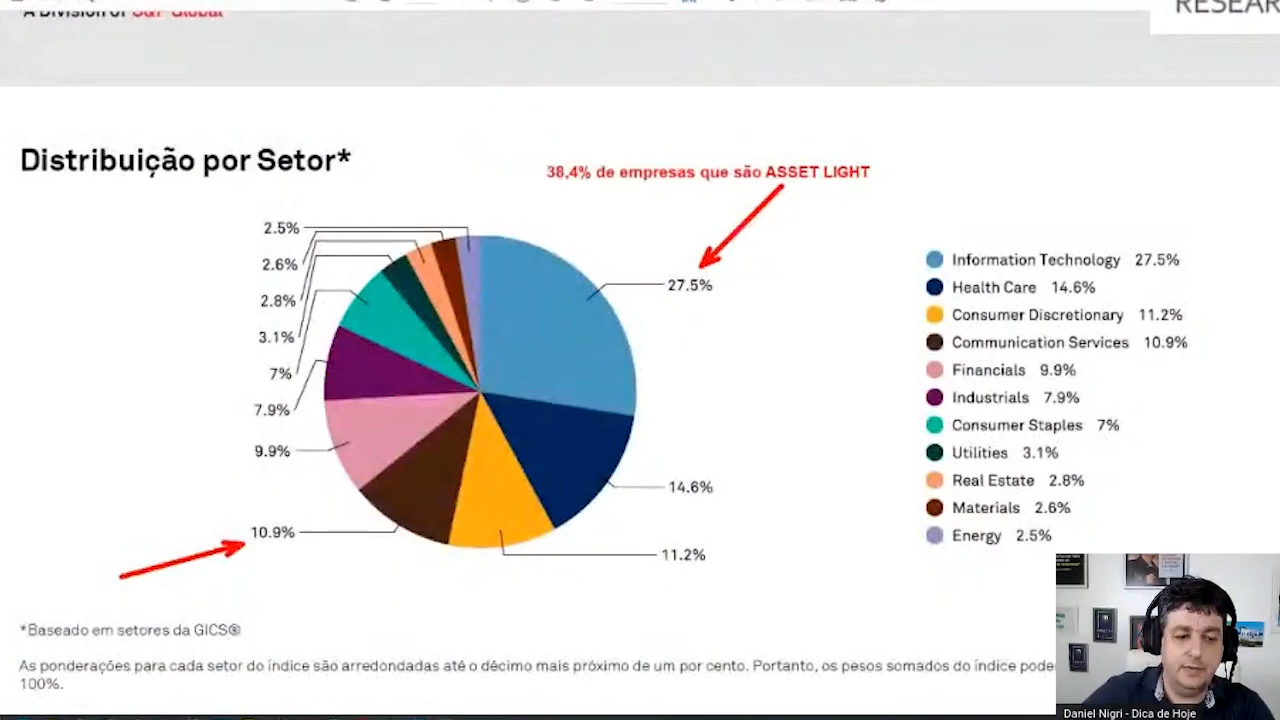 A Division of S&P Global
RESEAR
Distribuição por Setor*
38,4% de empresas que são ASSET LIGHT
2.5%
2.6%
2.8%
3.1%
7%
7.9%
9.9%
10.9%
27.5%
14.6%
11.2%
Information Technology 27.5%
Health Care 14.6%
Consumer Discretionary 11.2%
Communication Services 10.9%
Financials 9.9%
Industrials 7.9%
Consumer Staples 7%
Utilities 3.1%
Real Estate 2.8%
Materials 2.6%
Energy 2.5%
*Baseado em setores da GICS®
As ponderações para cada setor do índice são arredondadas até o décimo mais próximo de um por cento. Portanto, os pesos somados do índice pode
100%.
Daniel Nigri - Dica de Hoje